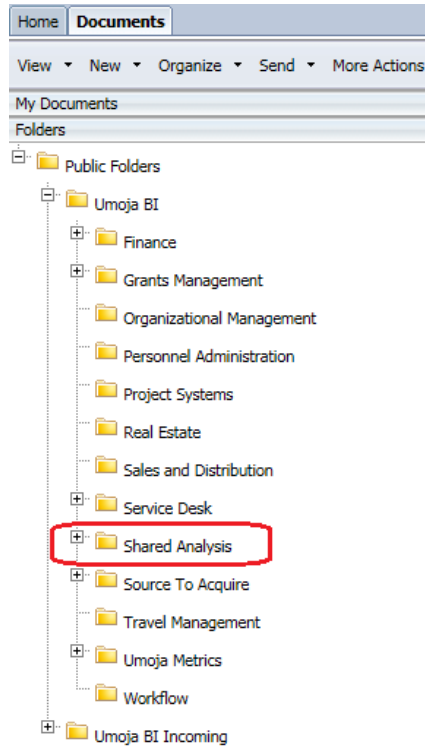 Home Documents
View New Organize Send More Actions
My Documents
Folders
Public Folders
Umoja BI
Finance
Grants Management
Organizational Management
Personnel Administration
Project Systems
Real Estate
Sales and Distribution
Service Desk
Shared Analysis
Source To Acquire
Travel Management
Umoja Metrics
Workflow
Umoja BI Incoming